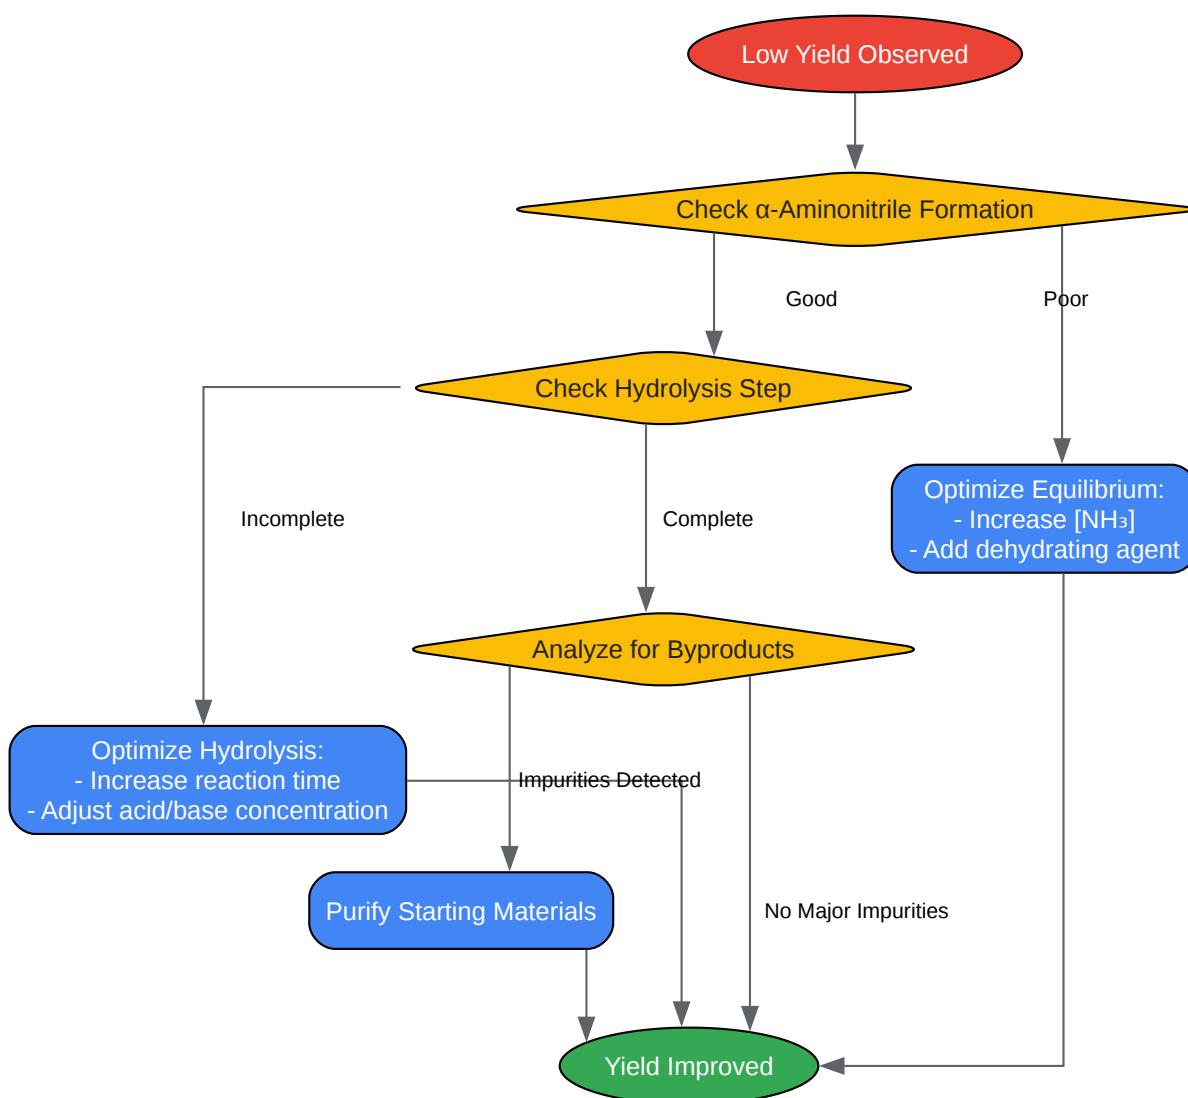 Low Yield Observed
Check α-Aminonitrile Formation
Good
Poor
Check Hydrolysis Step
Optimize Equilibrium:
- Increase [NH₃]
- Add dehydrating agent
Incomplete
Complete
Analyze for Byproducts
Optimize Hydrolysis:
- Increase reaction time
- Adjust acid/base concentration
Impurities Detected
Purify Starting Materials
No Major Impurities
Yield Improved